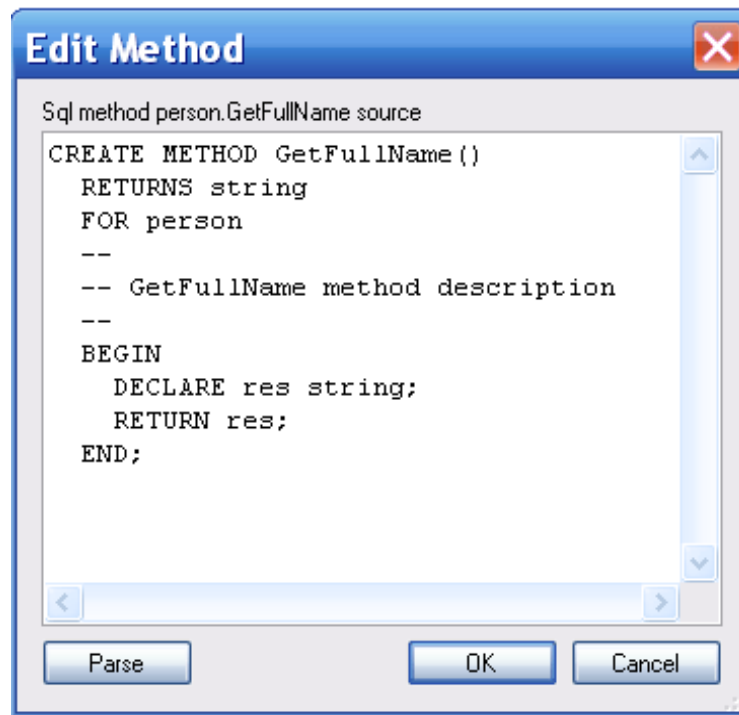 Edit Method
Sql method person.GetFullName source
CREATE METHOD GetFullName()
  RETURNS string
  FOR person
  --
  -- GetFullName method description
  --
  BEGIN
    DECLARE res string;
    RETURN res;
  END;
Parse OK Cancel